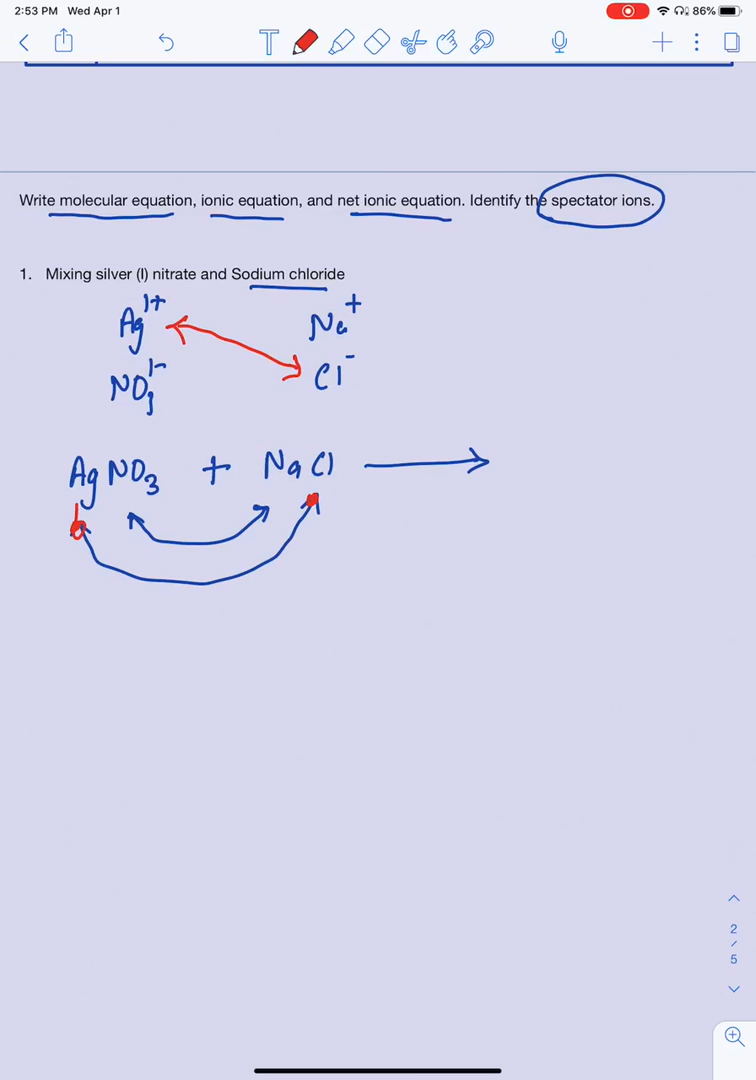 2:53 PM Wed Apr 1 86%
T
Write molecular equation, ionic equation, and net ionic equation. Identify the spectator ions.
1. Mixing silver (I) nitrate and Sodium chloride
Ag¹⁺ Na⁺
NO₃¹⁻ Cl⁻
AgNO₃ + NaCl ⟶
2
/
5